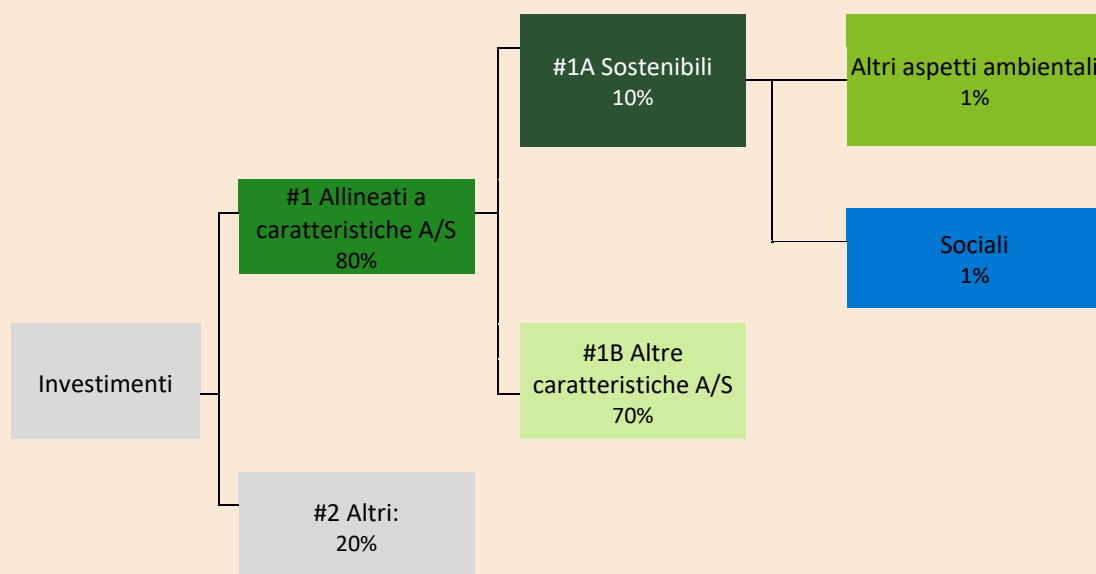 #1A Sostenibili
10%
Altri aspetti ambientali
1%
#1 Allineati a
caratteristiche A/S
80%
Sociali
1%
Investimenti
#1B Altre
caratteristiche A/S
70%
#2 Altri:
20%